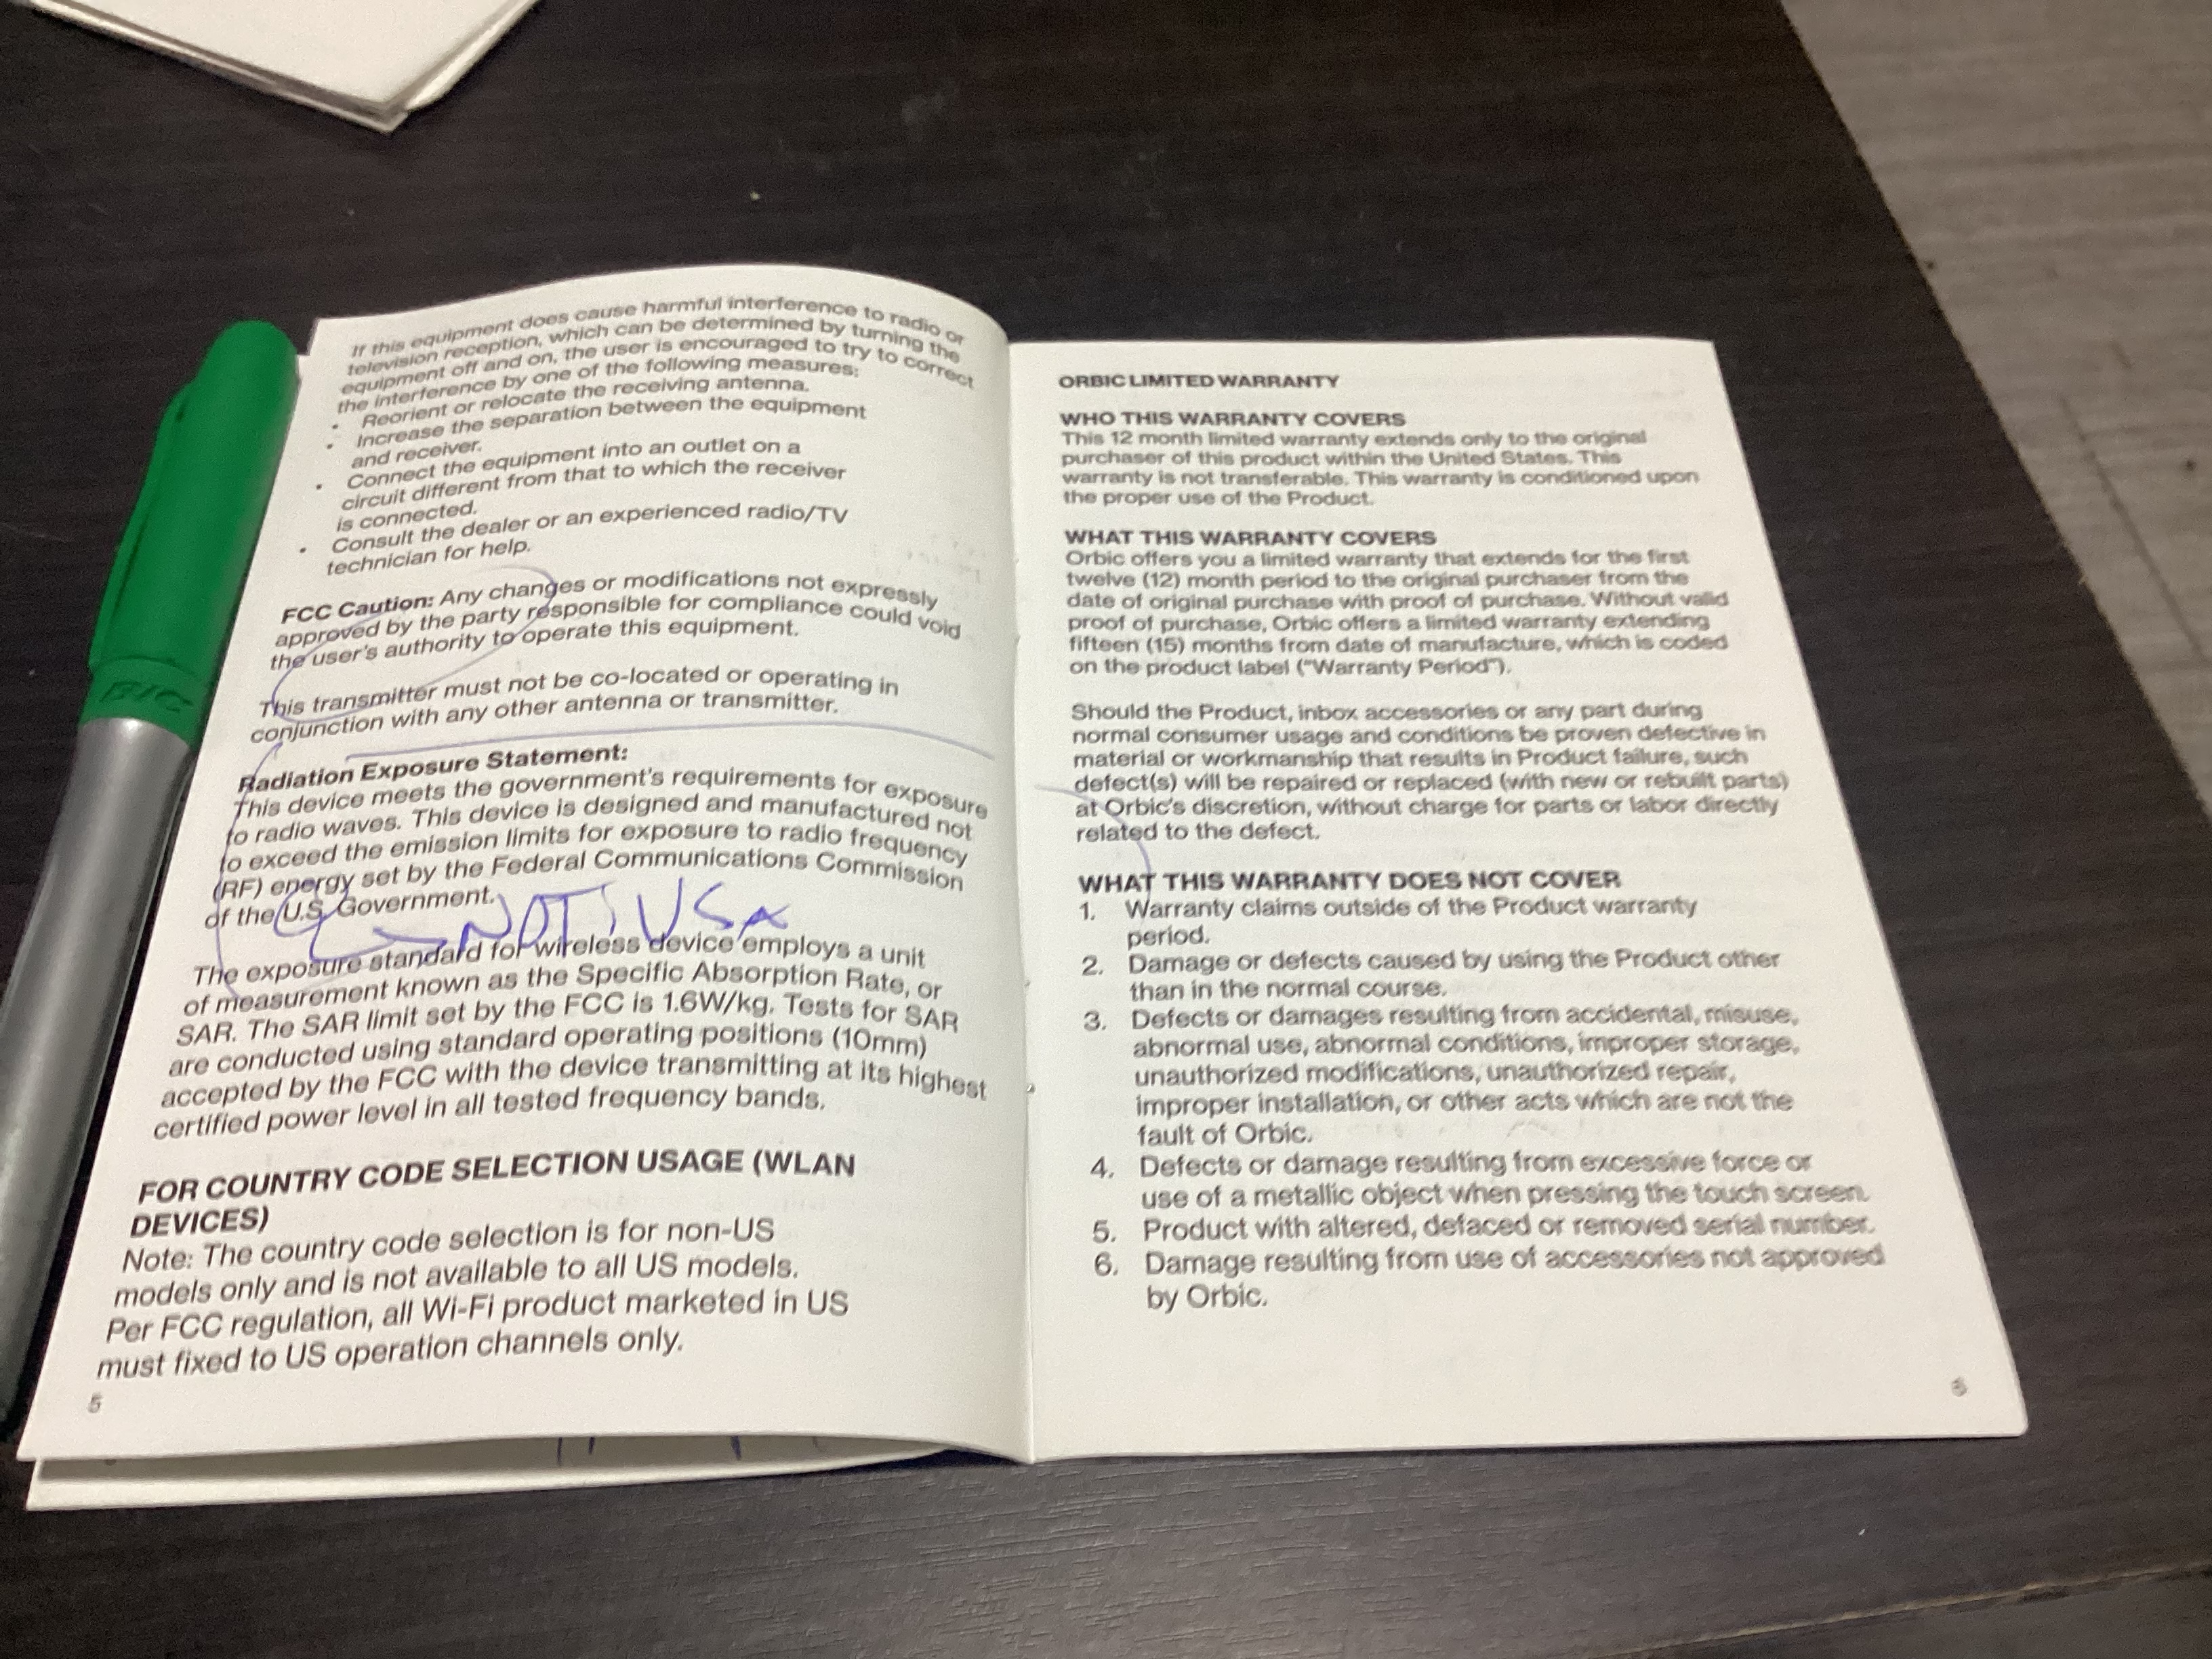 If this equipment does cause harmful interference to radio or
television reception, which can be determined by turning the
equipment off and on, the user is encouraged to try to correct
the interference by one of the following measures:
• Reorient or relocate the receiving antenna.
• Increase the separation between the equipment
and receiver.
• Connect the equipment into an outlet on a
circuit different from that to which the receiver
is connected.
• Consult the dealer or an experienced radio/TV
technician for help.
FCC Caution: Any changes or modifications not expressly
approved by the party responsible for compliance could void
the user's authority to operate this equipment.
This transmitter must not be co-located or operating in
conjunction with any other antenna or transmitter.
Radiation Exposure Statement:
This device meets the government's requirements for exposure
to radio waves. This device is designed and manufactured not
to exceed the emission limits for exposure to radio frequency
(RF) energy set by the Federal Communications Commission
of the U.S. Government.
NOT USA
The exposure standard for wireless device employs a unit
of measurement known as the Specific Absorption Rate, or
SAR. The SAR limit set by the FCC is 1.6W/kg. Tests for SAR
are conducted using standard operating positions (10mm)
accepted by the FCC with the device transmitting at its highest
certified power level in all tested frequency bands.
FOR COUNTRY CODE SELECTION USAGE (WLAN
DEVICES)
Note: The country code selection is for non-US
models only and is not available to all US models.
Per FCC regulation, all Wi-Fi product marketed in US
must fixed to US operation channels only.
5
BIC
ORBIC LIMITED WARRANTY
WHO THIS WARRANTY COVERS
This 12 month limited warranty extends only to the original
purchaser of this product within the United States. This
warranty is not transferable. This warranty is conditioned upon
the proper use of the Product.
WHAT THIS WARRANTY COVERS
Orbic offers you a limited warranty that extends for the first
twelve (12) month period to the original purchaser from the
date of original purchase with proof of purchase. Without valid
proof of purchase, Orbic offers a limited warranty extending
fifteen (15) months from date of manufacture, which is coded
on the product label ("Warranty Period").
Should the Product, inbox accessories or any part during
normal consumer usage and conditions be proven defective in
material or workmanship that results in Product failure, such
defect(s) will be repaired or replaced (with new or rebuilt parts)
at Orbic's discretion, without charge for parts or labor directly
related to the defect.
WHAT THIS WARRANTY DOES NOT COVER
1. Warranty claims outside of the Product warranty
period.
2. Damage or defects caused by using the Product other
than in the normal course.
3. Defects or damages resulting from accidental, misuse,
abnormal use, abnormal conditions, improper storage,
unauthorized modifications, unauthorized repair,
improper installation, or other acts which are not the
fault of Orbic.
4. Defects or damage resulting from excessive force or
use of a metallic object when pressing the touch screen.
5. Product with altered, defaced or removed serial number.
6. Damage resulting from use of accessories not approved
by Orbic.
6